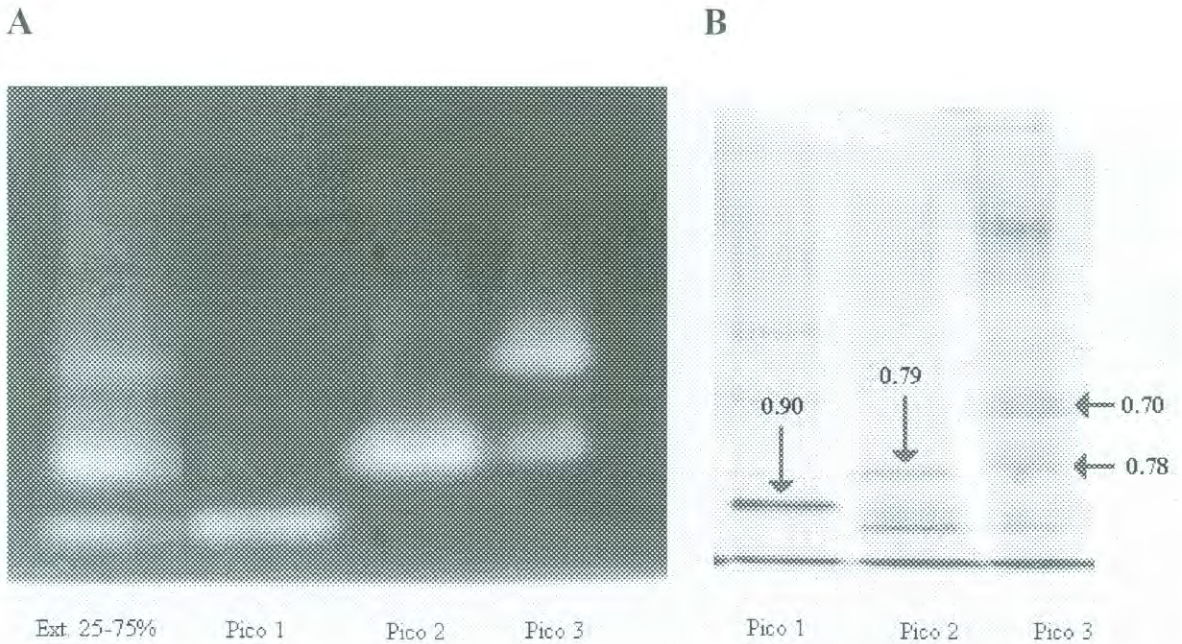 A
B
0.90
0.79
0.70
0.78
Ext. 25-75%
Pico 1
Pico 2
Pico 3
Pico 1
Pico 2
Pico 3